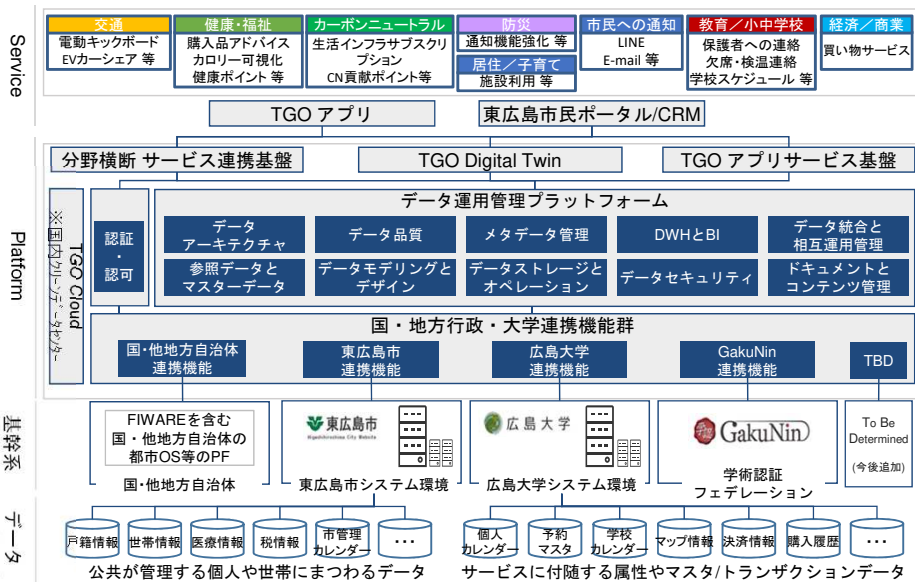 Service
交通
電動キックボード
EVカーシェア 等
健康・福祉
購入品アドバイス
カロリー可視化
健康ポイント 等
カーボンニュートラル
生活インフラサブスクリ
プション
CN貢献ポイント等
防災
通知機能強化 等
居住／子育て
施設利用 等
市民への通知
LINE
E-mail 等
教育／小中学校
保護者への連絡
欠席・検温連絡
学校スケジュール 等
経済／商業
買い物サービス
TGO アプリ
東広島市民ポータル/CRM
Platform
分野横断 サービス連携基盤
TGO Digital Twin
TGO アプリサービス基盤
TGO Cloud
※国内グリーンデータセンター
認証
・
認可
データ運用管理プラットフォーム
データ
アーキテクチャ
データ品質
メタデータ管理
DWHとBI
データ統合と
相互運用管理
参照データと
マスターデータ
データモデリングと
デザイン
データストレージと
オペレーション
データセキュリティ
ドキュメントと
コンテンツ管理
国・地方行政・大学連携機能群
国・他地方自治体
連携機能
東広島市
連携機能
広島大学
連携機能
GakuNin
連携機能
TBD
基幹系
FIWAREを含む
国・他地方自治体の
都市OS等のPF
国・他地方自治体
東広島市
Higashihiroshima City Website
東広島市システム環境
広島大学
広島大学システム環境
GakuNin
学術認証
フェデレーション
To Be
Determined
(今後追加)
データ
戸籍情報
世帯情報
医療情報
税情報
市管理
カレンダー
…
公共が管理する個人や世帯にまつわるデータ
個人
カレンダー
予約
マスタ
学校
カレンダー
マップ情報
決済情報
購入履歴
…
サービスに付随する属性やマスタ/トランザクションデータ